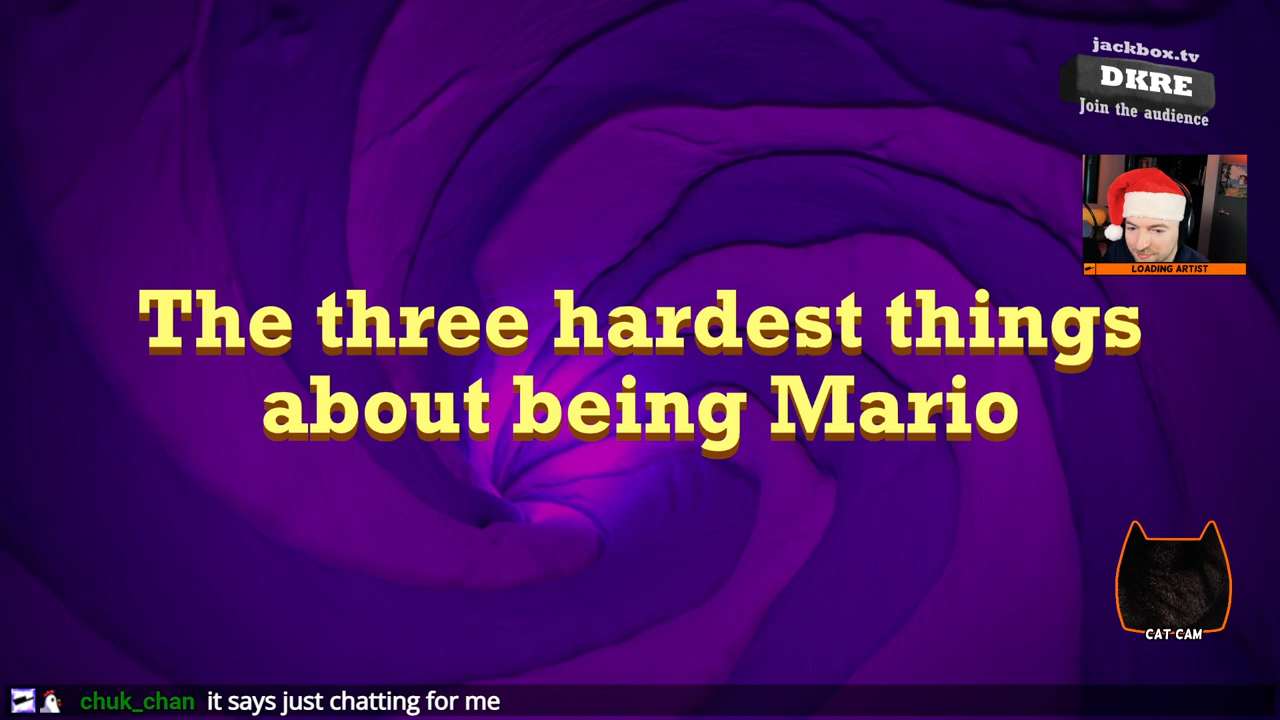 jackbox.tv
DKRE
Join the audience
LOADING ARTIST
The three hardest things
about being Mario
CAT CAM
chuk_chan it says just chatting for me